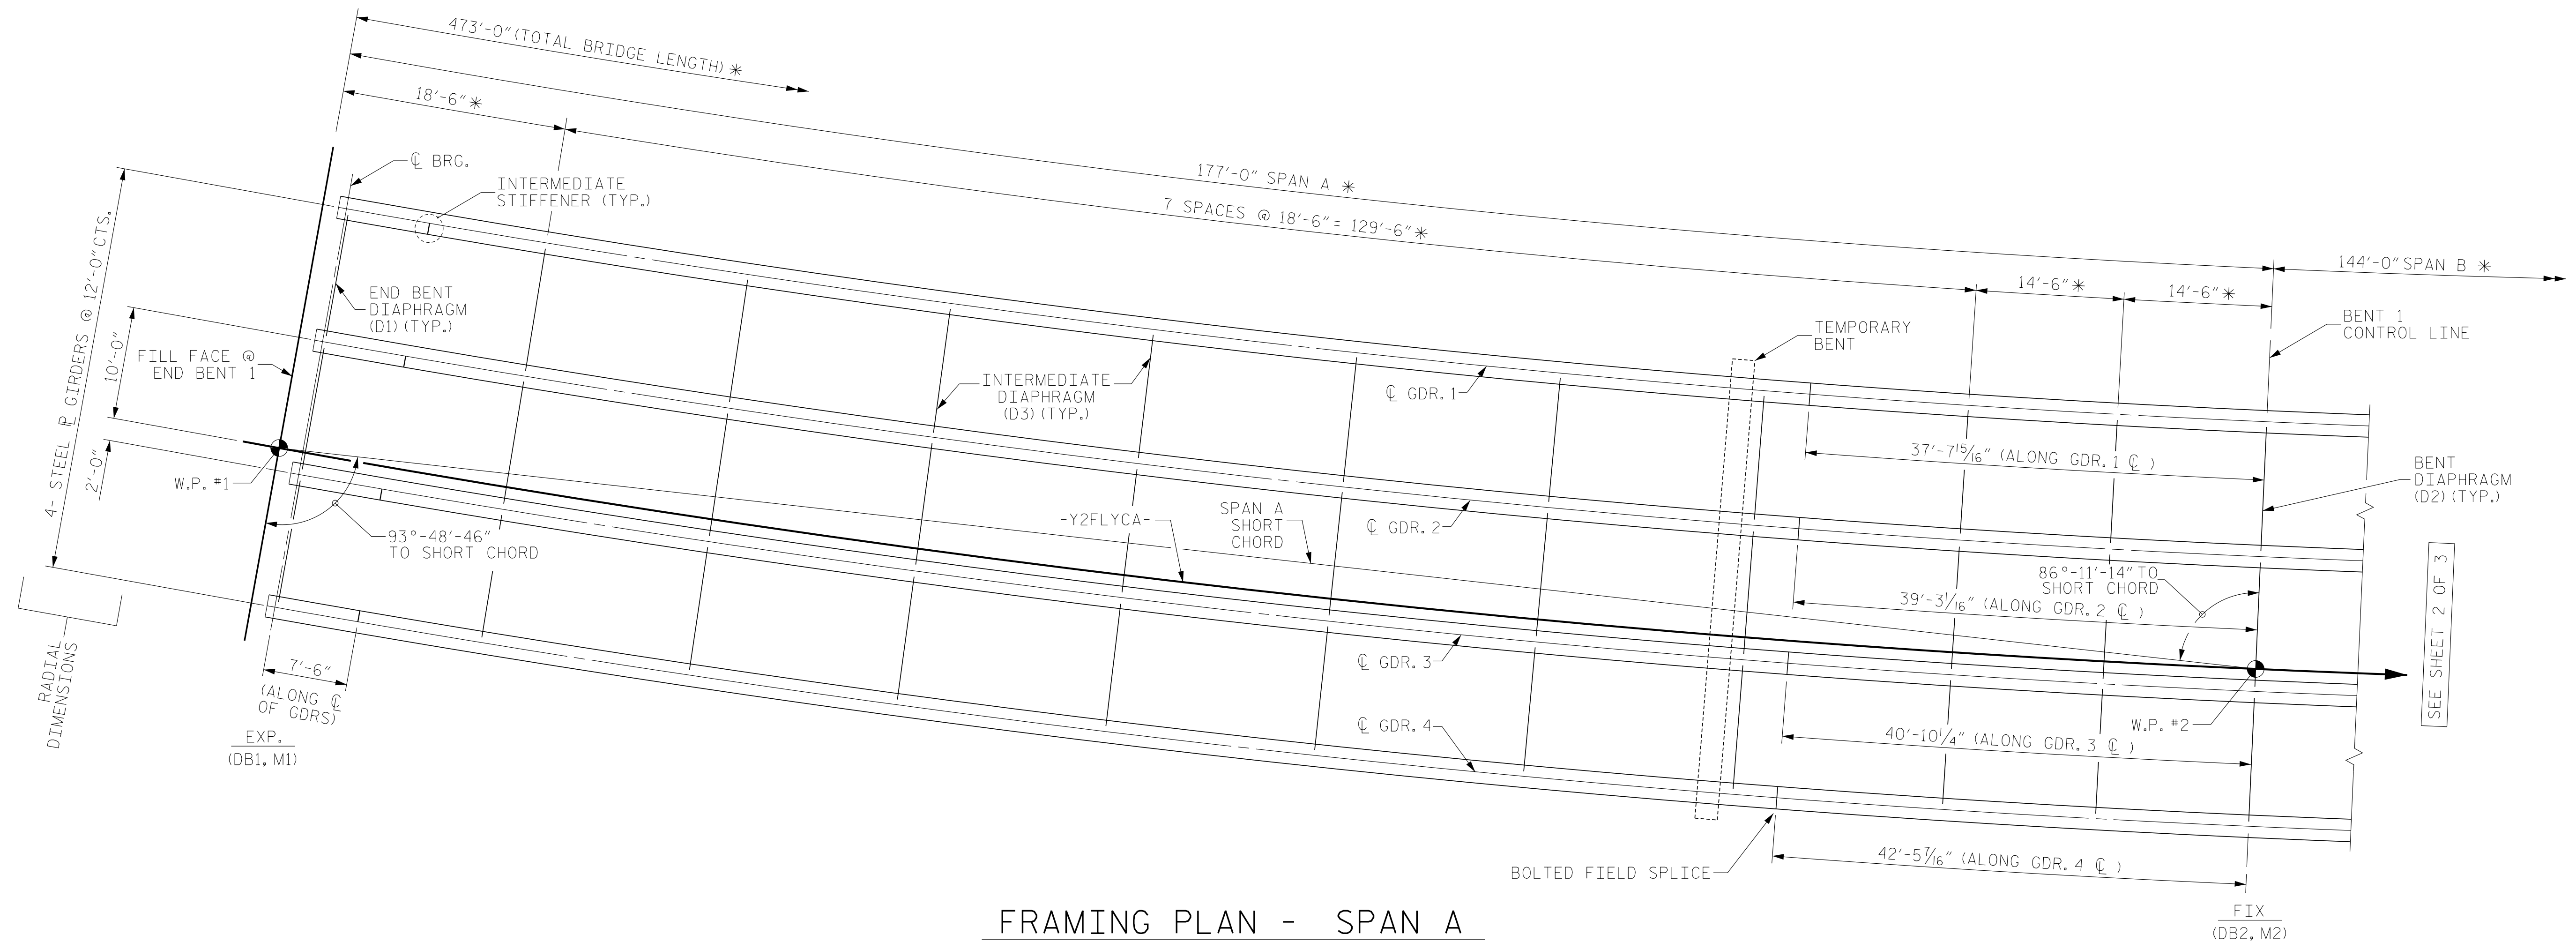 473'-0" (TOTAL BRIDGE LENGTH) *
18'-6" *
177'-0" SPAN A *
7 SPACES @ 18'-6" = 129'-6" *
14'-6" *
14'-6" *
144'-0" SPAN B *
℄ BRG.
INTERMEDIATE
STIFFENER (TYP.)
4- STEEL PL GIRDERS @ 12'-0" CTS.
10'-0"
2'-0"
END BENT
DIAPHRAGM
(D1) (TYP.)
FILL FACE @
END BENT 1
W.P. #1
93°-48'-46"
TO SHORT CHORD
INTERMEDIATE
DIAPHRAGM
(D3) (TYP.)
℄ GDR. 1
TEMPORARY
BENT
BENT 1
CONTROL LINE
37'-7 15/16" (ALONG GDR. 1 ℄ )
BENT
DIAPHRAGM
(D2) (TYP.)
-Y2FLYCA-
SPAN A
SHORT
CHORD
℄ GDR. 2
86°-11'-14" TO
SHORT CHORD
39'-3 1/16" (ALONG GDR. 2 ℄ )
SEE SHEET 2 OF 3
RADIAL
DIMENSIONS
7'-6"
(ALONG ℄
OF GDRS)
EXP.
(DB1, M1)
℄ GDR. 3
℄ GDR. 4
W.P. #2
40'-10 1/4" (ALONG GDR. 3 ℄ )
42'-5 7/16" (ALONG GDR. 4 ℄ )
BOLTED FIELD SPLICE
FIX
(DB2, M2)
FRAMING PLAN - SPAN A